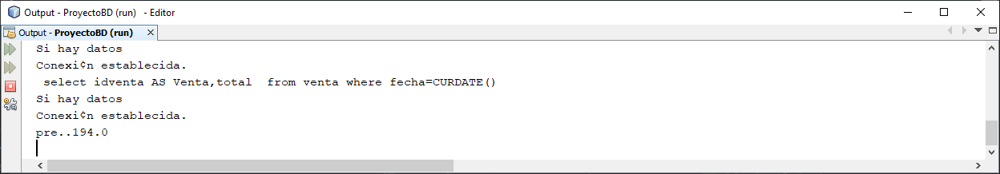 Output - ProyectoBD (run) - Editor
Output - ProyectoBD (run)
Si hay datos
Conexi¢n establecida.
select idventa AS Venta,total  from venta where fecha=CURDATE()
Si hay datos
Conexi¢n establecida.
pre..194.0